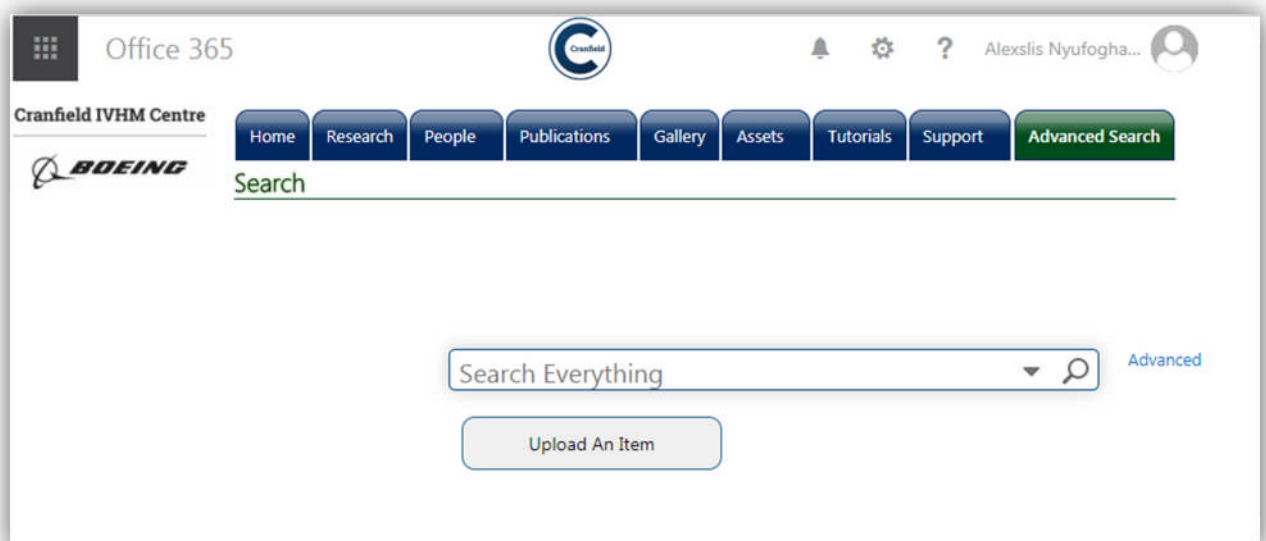 Office 365
Cranfield
Alexslis Nyufogha...
Cranfield IVHM Centre
BOEING
Home Research People Publications Gallery Assets Tutorials Support Advanced Search
Search
Search Everything
Advanced
Upload An Item